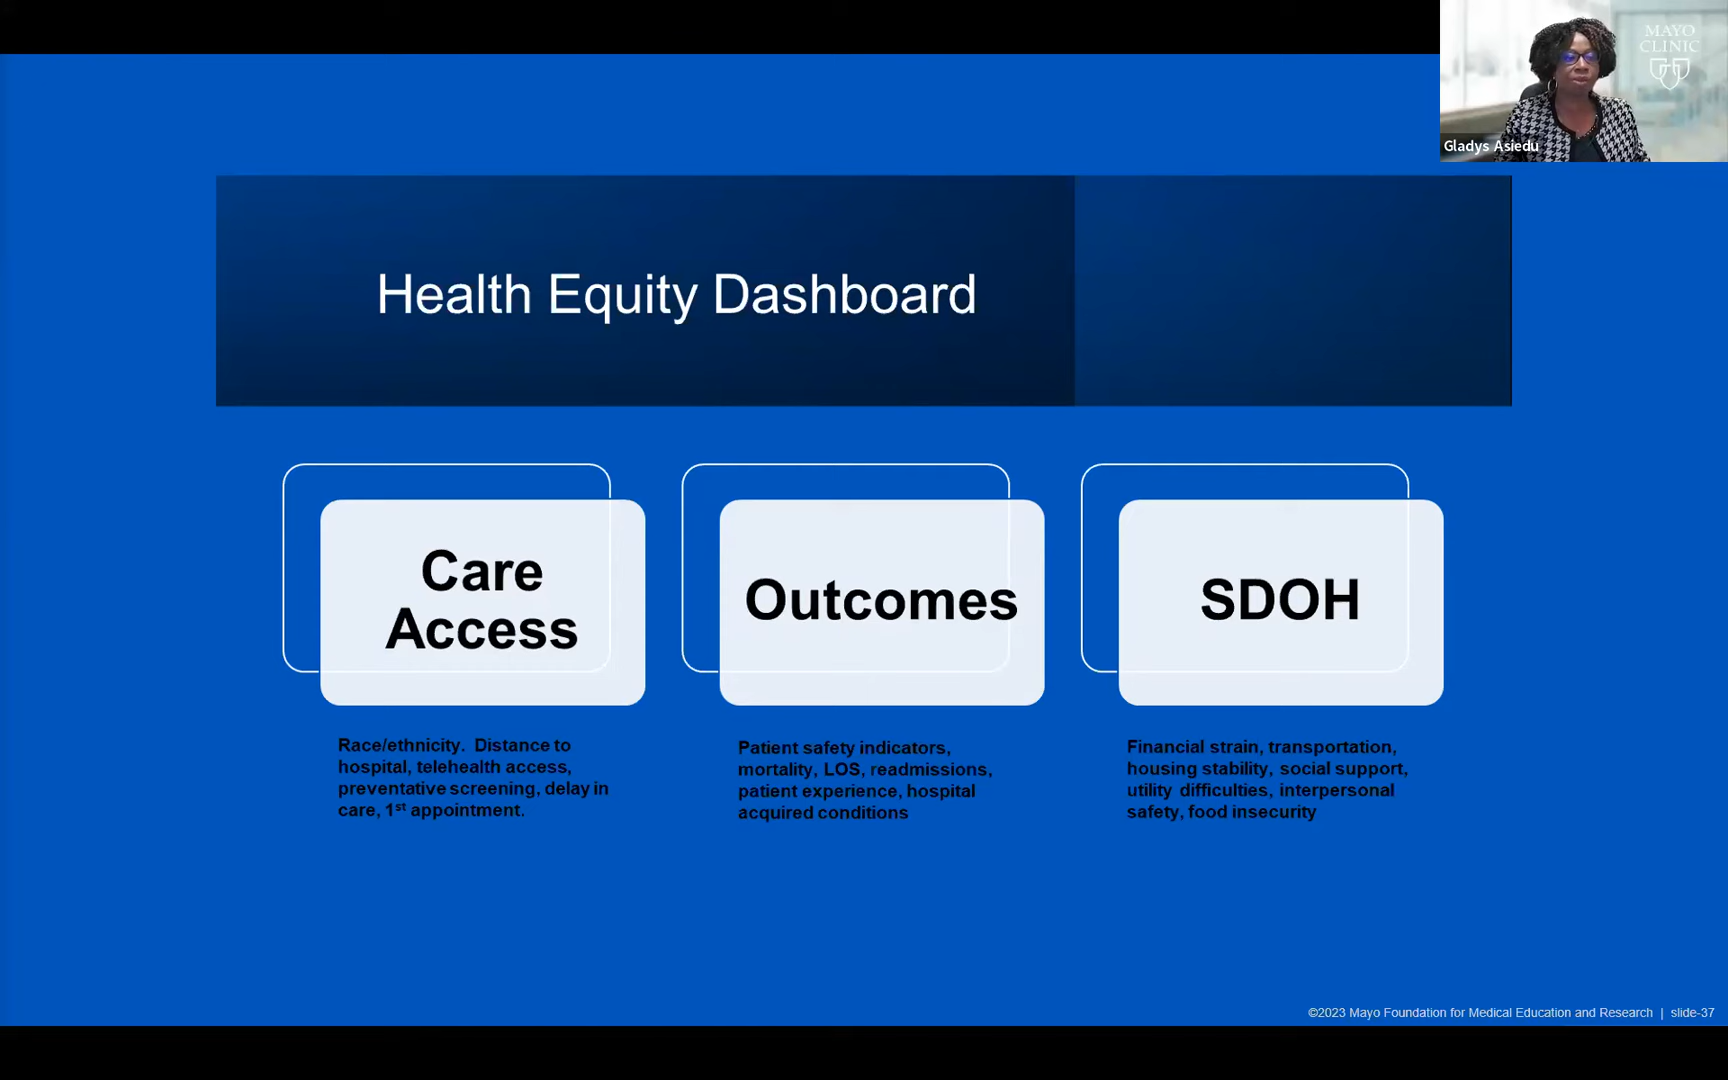 MAYO
CLINIC
Gladys Asiedu
Health Equity Dashboard
Care
Access
Outcomes
SDOH
Race/ethnicity.  Distance to
hospital, telehealth access,
preventative screening, delay in
care, 1st appointment.
Patient safety indicators,
mortality, LOS, readmissions,
patient experience, hospital
acquired conditions
Financial strain, transportation,
housing stability, social support,
utility difficulties, interpersonal
safety, food insecurity
©2023 Mayo Foundation for Medical Education and Research | slide-37